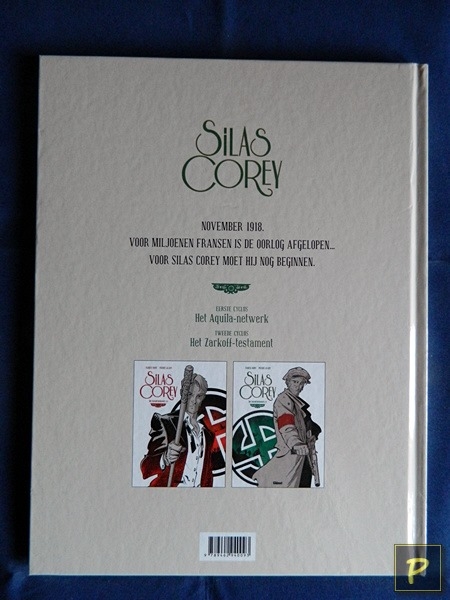 SILAS
COREY
NOVEMBER 1918.
VOOR MILJOENEN FRANSEN IS DE OORLOG AFGELOPEN...
VOOR SILAS COREY MOET HIJ NOG BEGINNEN.
EERSTE CYCLUS
Het Aquila-netwerk
TWEEDE CYCLUS
Het Zarkoff-testament
SILAS
COREY
SILAS
COREY
P